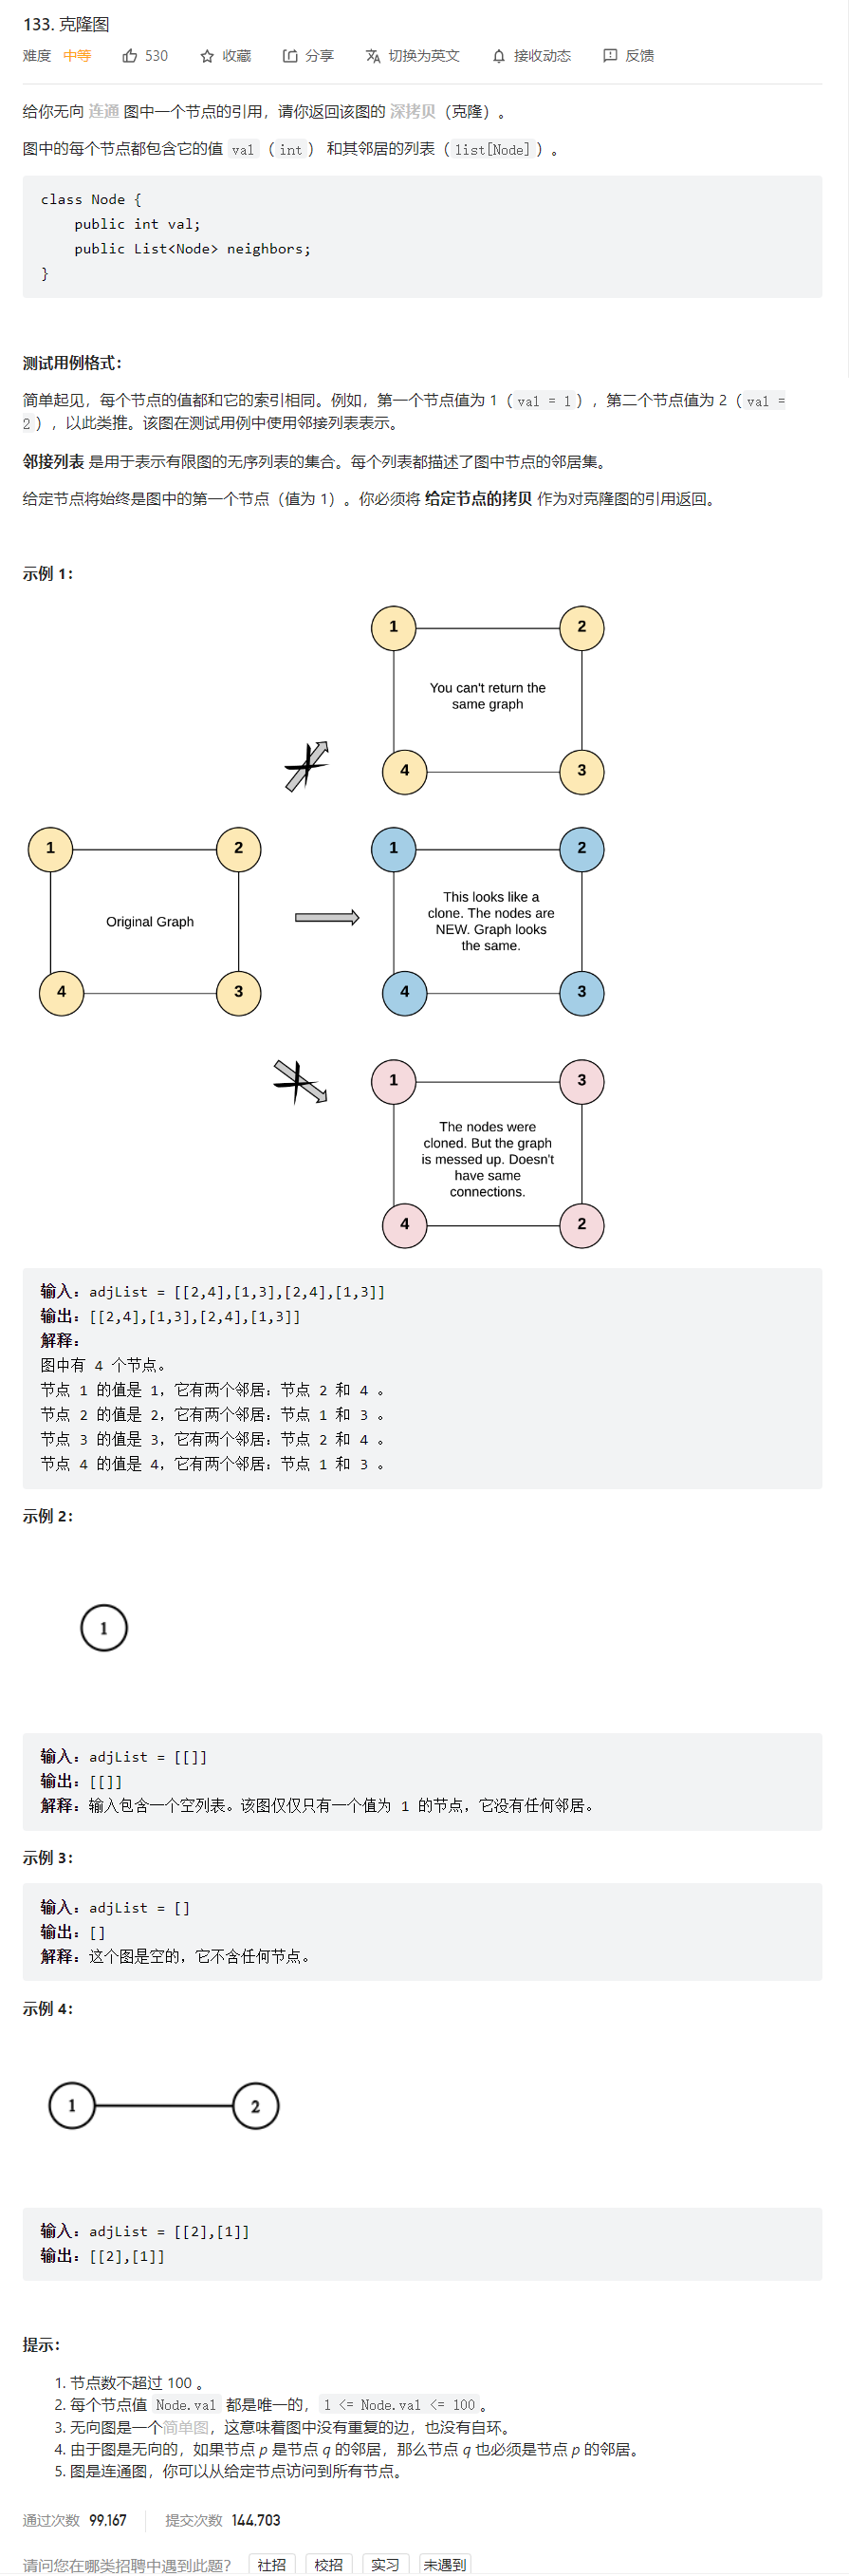 133. 克隆图
难度 中等 530 收藏 分享 切换为英文 接收动态 反馈
给你无向 连通 图中一个节点的引用，请你返回该图的 深拷贝（克隆）。
图中的每个节点都包含它的值 val（int） 和其邻居的列表（list[Node]）。
class Node {
    public int val;
    public List<Node> neighbors;
}
测试用例格式：
简单起见，每个节点的值都和它的索引相同。例如，第一个节点值为 1（val = 1），第二个节点值为 2（val =
2），以此类推。该图在测试用例中使用邻接列表表示。
邻接列表 是用于表示有限图的无序列表的集合。每个列表都描述了图中节点的邻居集。
给定节点将始终是图中的第一个节点（值为 1）。你必须将 给定节点的拷贝 作为对克隆图的引用返回。
示例 1：
1 2
You can't return the
same graph
4 3
1 2
Original Graph
4 3
1 2
This looks like a
clone. The nodes are
NEW. Graph looks
the same.
4 3
1 3
The nodes were
cloned. But the graph
is messed up. Doesn't
have same
connections.
4 2
输入：adjList = [[2,4],[1,3],[2,4],[1,3]]
输出：[[2,4],[1,3],[2,4],[1,3]]
解释：
图中有 4 个节点。
节点 1 的值是 1，它有两个邻居：节点 2 和 4 。
节点 2 的值是 2，它有两个邻居：节点 1 和 3 。
节点 3 的值是 3，它有两个邻居：节点 2 和 4 。
节点 4 的值是 4，它有两个邻居：节点 1 和 3 。
示例 2：
1
输入：adjList = [[]]
输出：[[]]
解释：输入包含一个空列表。该图仅仅只有一个值为 1 的节点，它没有任何邻居。
示例 3：
输入：adjList = []
输出：[]
解释：这个图是空的，它不含任何节点。
示例 4：
1 2
输入：adjList = [[2],[1]]
输出：[[2],[1]]
提示：
1. 节点数不超过 100 。
2. 每个节点值 Node.val 都是唯一的，1 <= Node.val <= 100。
3. 无向图是一个简单图，这意味着图中没有重复的边，也没有自环。
4. 由于图是无向的，如果节点 p 是节点 q 的邻居，那么节点 q 也必须是节点 p 的邻居。
5. 图是连通图，你可以从给定节点访问到所有节点。
通过次数 99,167 提交次数 144,703
请问您在哪类招聘中遇到此题？ 社招 校招 实习 未遇到